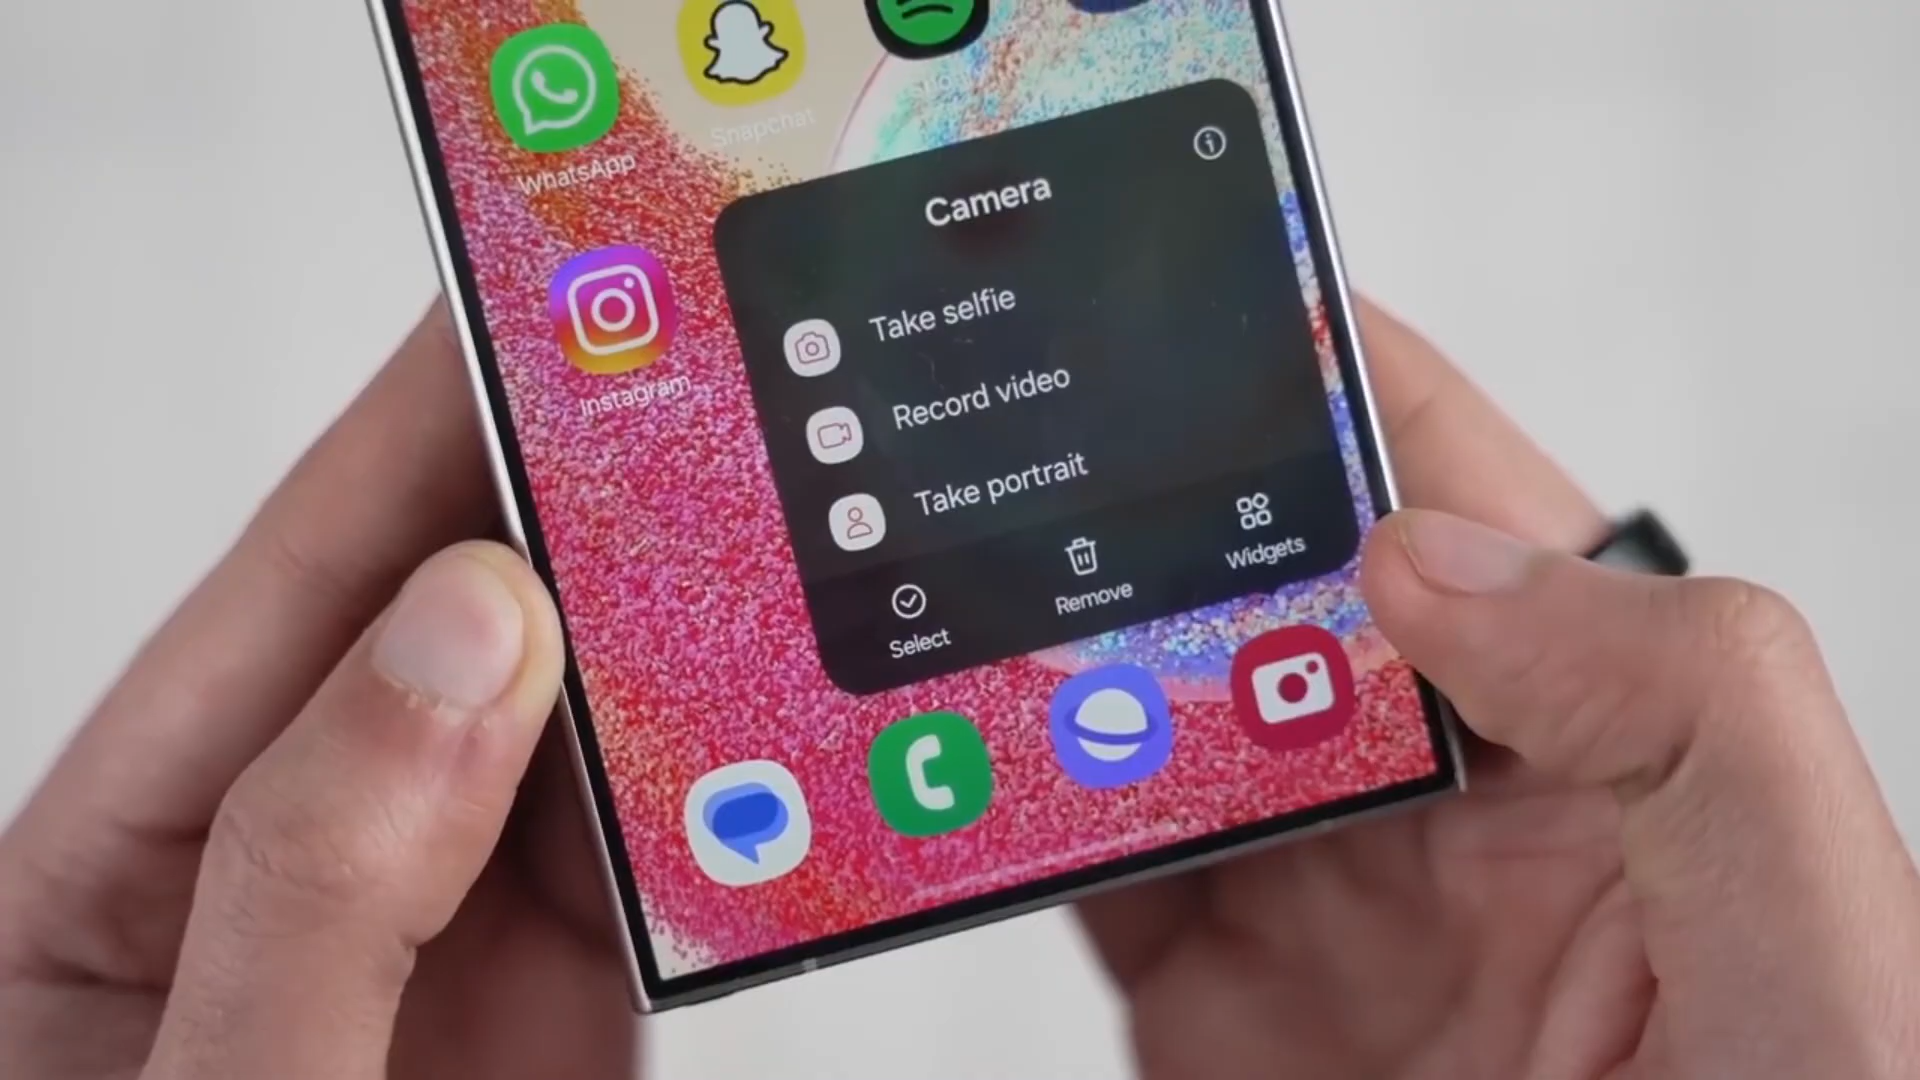 Snapchat
WhatsApp
Instagram
Camera
Take selfie
Record video
Take portrait
Select
Remove
Widgets